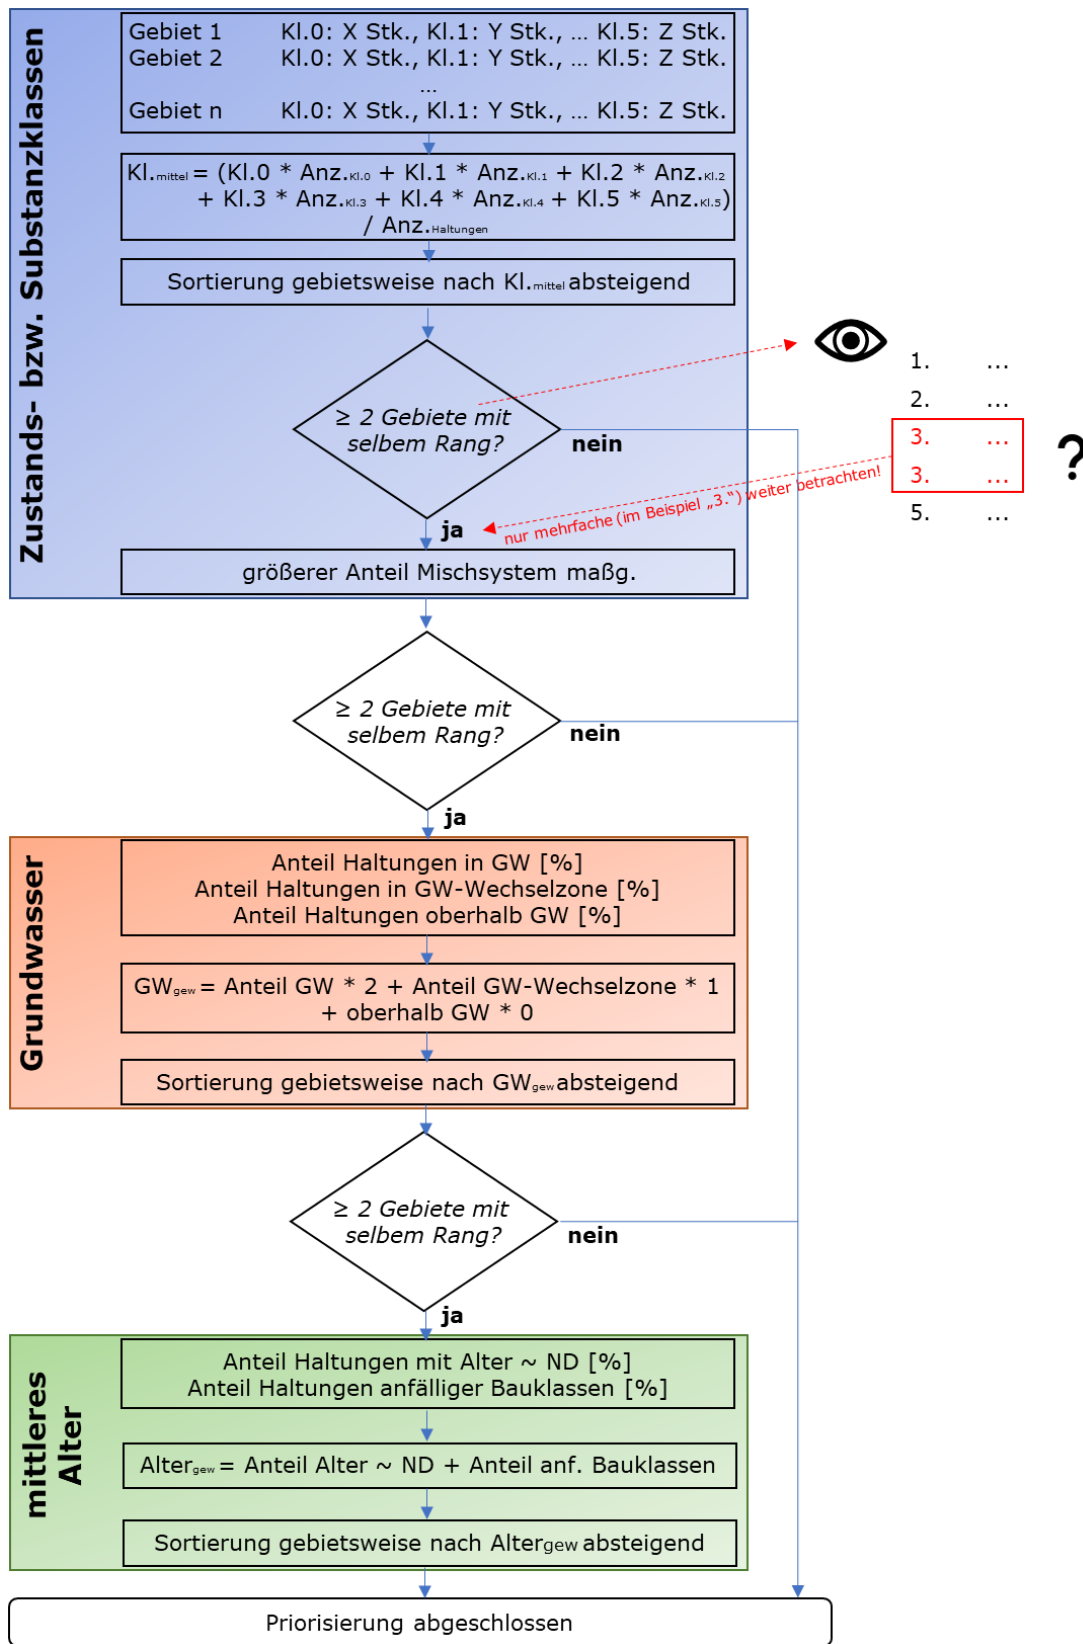 Zustands- bzw. Substanzklassen
Gebiet 1 Kl.0: X Stk., Kl.1: Y Stk., ... Kl.5: Z Stk.
Gebiet 2 Kl.0: X Stk., Kl.1: Y Stk., ... Kl.5: Z Stk.
...
Gebiet n Kl.0: X Stk., Kl.1: Y Stk., ... Kl.5: Z Stk.
Kl.mittel = (Kl.0 * Anz.Kl.0 + Kl.1 * Anz.Kl.1 + Kl.2 * Anz.Kl.2
+ Kl.3 * Anz.Kl.3 + Kl.4 * Anz.Kl.4 + Kl.5 * Anz.Kl.5)
/ Anz.Haltungen
Sortierung gebietsweise nach Kl.mittel absteigend
≥ 2 Gebiete mit
selbem Rang?
nein
ja
1. ...
2. ...
3. ...
3. ...
5. ...
?
nur mehrfache (im Beispiel „3.“) weiter betrachten!
größerer Anteil Mischsystem maßg.
≥ 2 Gebiete mit
selbem Rang?
nein
ja
Grundwasser
Anteil Haltungen in GW [%]
Anteil Haltungen in GW-Wechselzone [%]
Anteil Haltungen oberhalb GW [%]
GWgew = Anteil GW * 2 + Anteil GW-Wechselzone * 1
+ oberhalb GW * 0
Sortierung gebietsweise nach GWgew absteigend
≥ 2 Gebiete mit
selbem Rang?
nein
ja
mittleres
Alter
Anteil Haltungen mit Alter ~ ND [%]
Anteil Haltungen anfälliger Bauklassen [%]
Altergew = Anteil Alter ~ ND + Anteil anf. Bauklassen
Sortierung gebietsweise nach Altergew absteigend
Priorisierung abgeschlossen